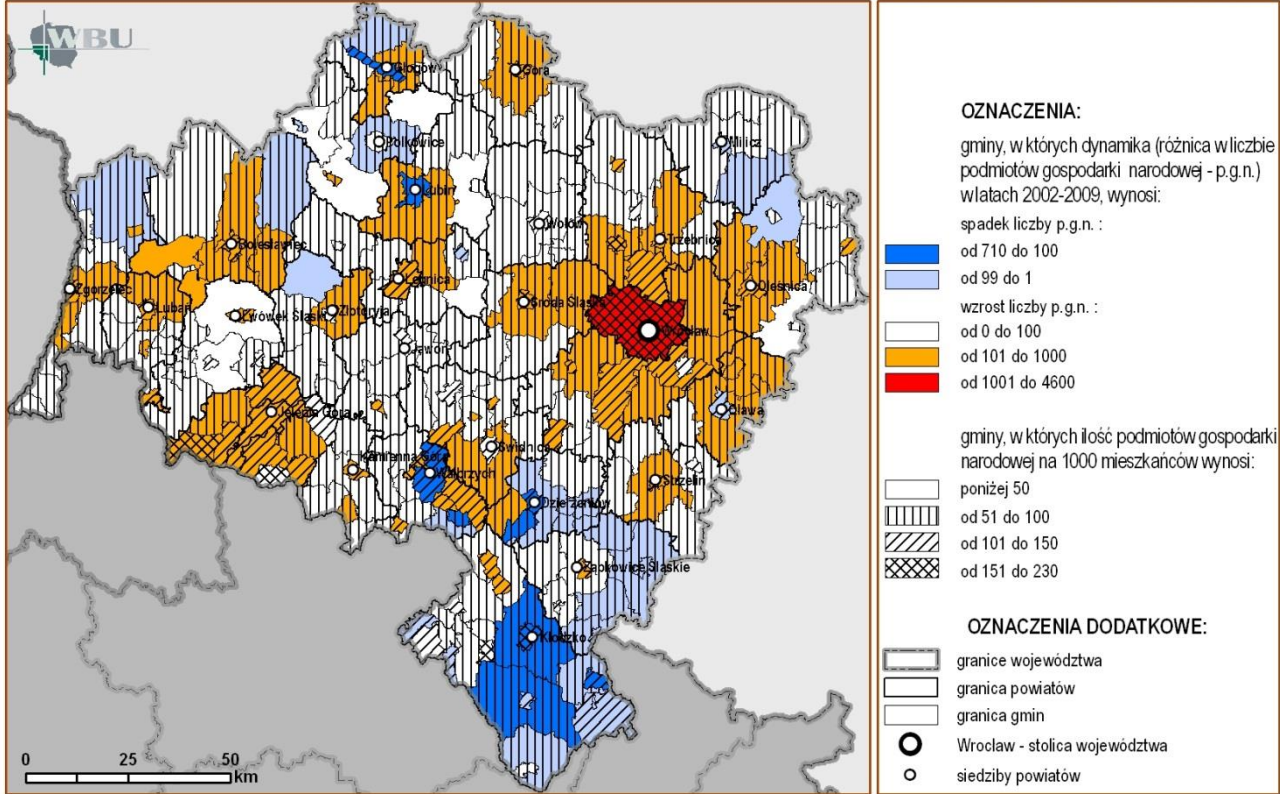 WBU
Głogów
Góra
Polkowice
Milicz
Lubin
Wołów
Trzebnica
Bolesławiec
Zgorzelec
Legnica
Oleśnica
Lubań
Lwówek Śląski
Złotoryja
Środa Śląska
Wrocław
Jawor
Jelenia Góra
Oława
Kamienna Góra
Świdnica
Wałbrzych
Strzelin
Dzierżoniów
Ząbkowice Śląskie
Kłodzko
0 25 50
km
OZNACZENIA:
gminy, w których dynamika (różnica w liczbie
podmiotów gospodarki narodowej - p.g.n.)
w latach 2002-2009, wynosi:
spadek liczby p.g.n. :
od 710 do 100
od 99 do 1
wzrost liczby p.g.n. :
od 0 do 100
od 101 do 1000
od 1001 do 4600
gminy, w których ilość podmiotów gospodarki
narodowej na 1000 mieszkańców wynosi:
poniżej 50
od 51 do 100
od 101 do 150
od 151 do 230
OZNACZENIA DODATKOWE:
granice województwa
granica powiatów
granica gmin
Wrocław - stolica województwa
siedziby powiatów